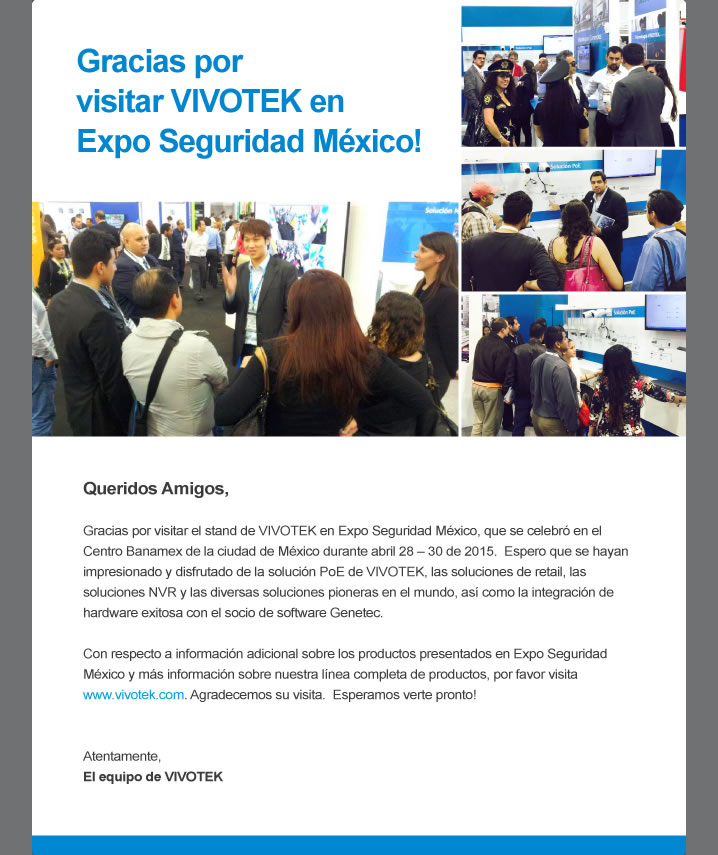 Gracias por
visitar VIVOTEK en
Expo Seguridad México!
Solución PoE
Solución PoE
Queridos Amigos,
Gracias por visitar el stand de VIVOTEK en Expo Seguridad México, que se celebró en el
Centro Banamex de la ciudad de México durante abril 28 – 30 de 2015.  Espero que se hayan
impresionado y disfrutado de la solución PoE de VIVOTEK, las soluciones de retail, las
soluciones NVR y las diversas soluciones pioneras en el mundo, así como la integración de
hardware exitosa con el socio de software Genetec.
Con respecto a información adicional sobre los productos presentados en Expo Seguridad
México y más información sobre nuestra línea completa de productos, por favor visita
www.vivotek.com. Agradecemos su visita.  Esperamos verte pronto!
Atentamente,
El equipo de VIVOTEK